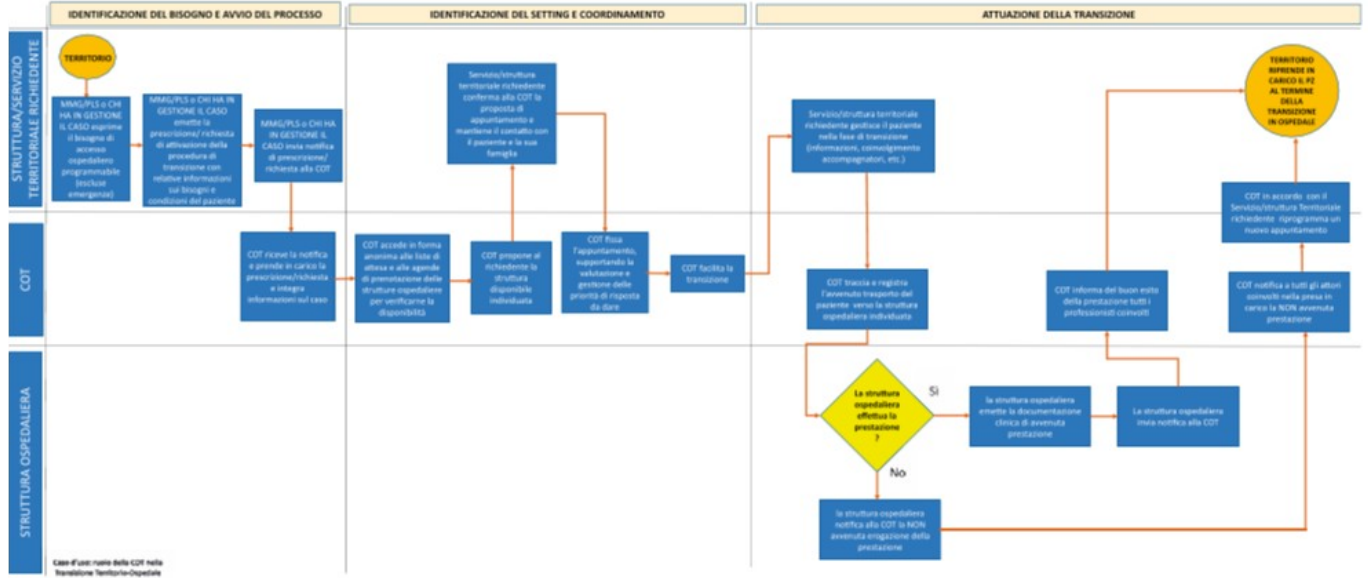 IDENTIFICAZIONE DEL BISOGNO E AVVIO DEL PROCESSO
IDENTIFICAZIONE DEL SETTING E COORDINAMENTO
ATTUAZIONE DELLA TRANSIZIONE
STRUTTURA/SERVIZIO
TERRITORIALE RICHIEDENTE
TERRITORIO
MMG/PLS o CHI
HA IN GESTIONE
IL CASO esprime
il bisogno di
accesso
ospedaliero
programmabile
(escluse
emergenze)
MMG/PLS o CHI HA IN
GESTIONE IL CASO
emette la
prescrizione/ richiesta
di attivazione della
procedura di
transizione con
relative informazioni
sui bisogni e
condizioni del paziente
MMG/PLS o CHI HA
IN GESTIONE IL
CASO invia notifica
di prescrizione/
richiesta alla COT
Servizio/struttura
territoriale richiedente
conferma alla COT la
proposta di
appuntamento e
mantiene il contatto con
il paziente e la sua
famiglia
Servizio/struttura territoriale
richiedente gestisce il paziente
nella fase di transizione
(informazioni, coinvolgimento
accompagnatori, etc.)
TERRITORIO
RIPRENDE IN
CARICO IL PZ
AL TERMINE
DELLA
TRANSIZIONE
IN OSPEDALE
COT in accordo con il
Servizio/struttura Territoriale
richiedente riprogramma un
nuovo appuntamento
COT
COT riceve la notifica
e prende in carico la
prescrizione/richiesta
e integra
informazioni sul caso
COT accede in forma
anonima alle liste di
attesa e alle agende
di prenotazione delle
strutture ospedaliere
per verificarne la
disponibilità
COT propone al
richiedente la
struttura
disponibile
individuata
COT fissa
l'appuntamento,
supportando la
valutazione e
gestione delle
priorità di risposta
da dare
COT facilita la
transizione
COT traccia e registra
l'avvenuto trasporto del
paziente verso la struttura
ospedaliera individuata
COT informa del buon esito
della prestazione tutti i
professionisti coinvolti
COT notifica a tutti gli attori
coinvolti nella presa in
carico la NON avvenuta
prestazione
STRUTTURA OSPEDALIERA
La struttura
ospedaliera
effettua la
prestazione
?
Sì
la struttura ospedaliera
emette la documentazione
clinica di avvenuta
prestazione
La struttura ospedaliera
invia notifica alla COT
No
la struttura ospedaliera
notifica alla COT la NON
avvenuta erogazione della
prestazione
Caso d'uso: ruolo della COT nella
Transizione Territorio-Ospedale